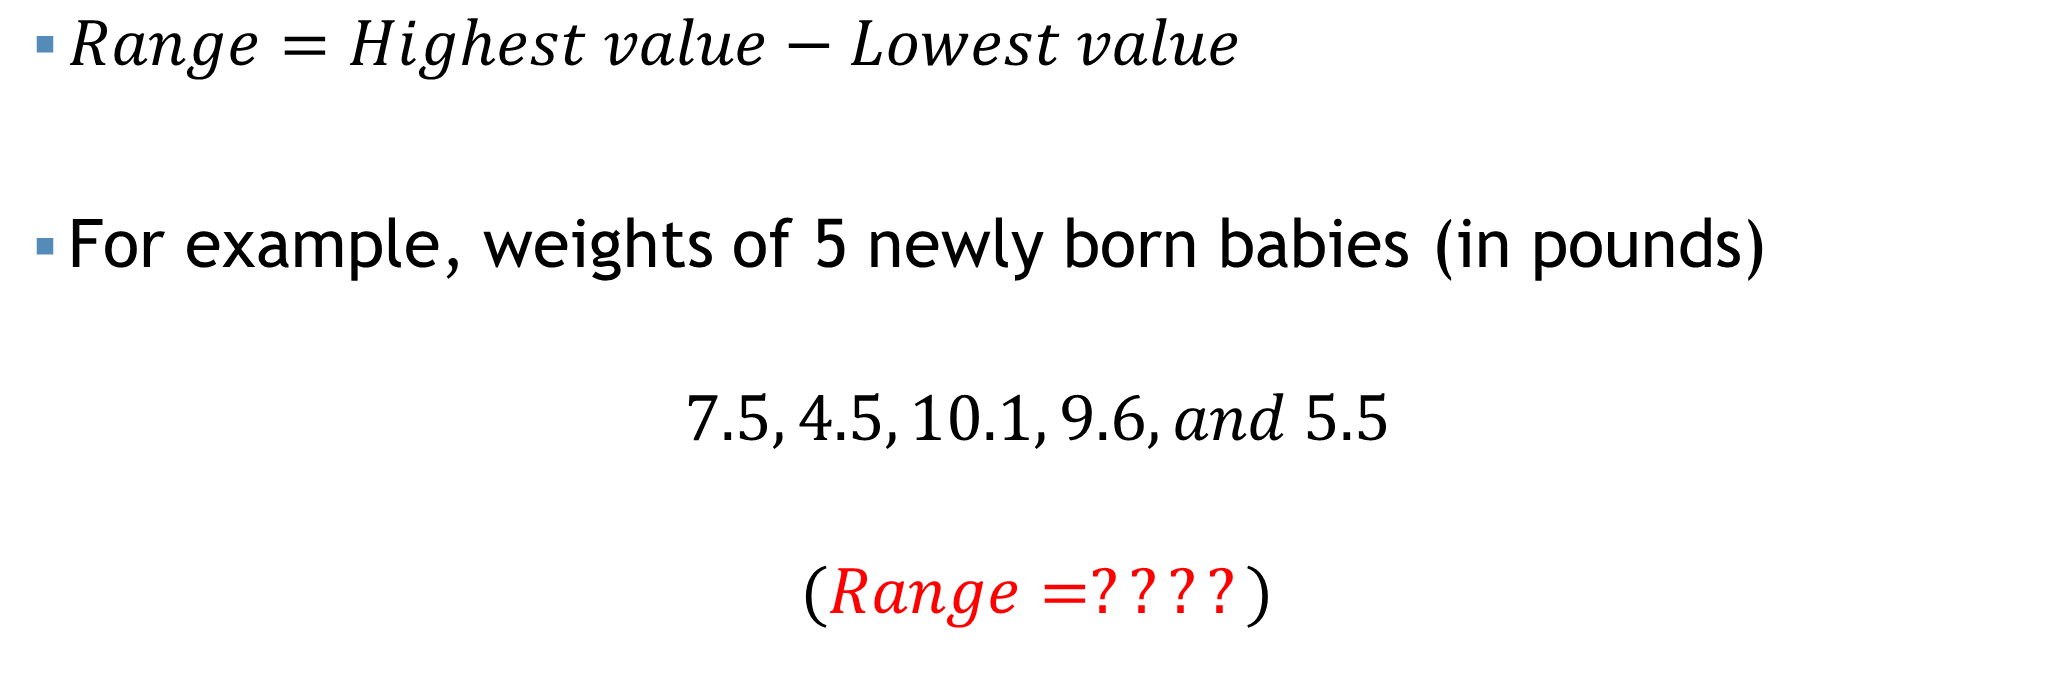 ▪ Range = Highest value − Lowest value
▪ For example, weights of 5 newly born babies (in pounds)
7.5, 4.5, 10.1, 9.6, and 5.5
(Range =????)